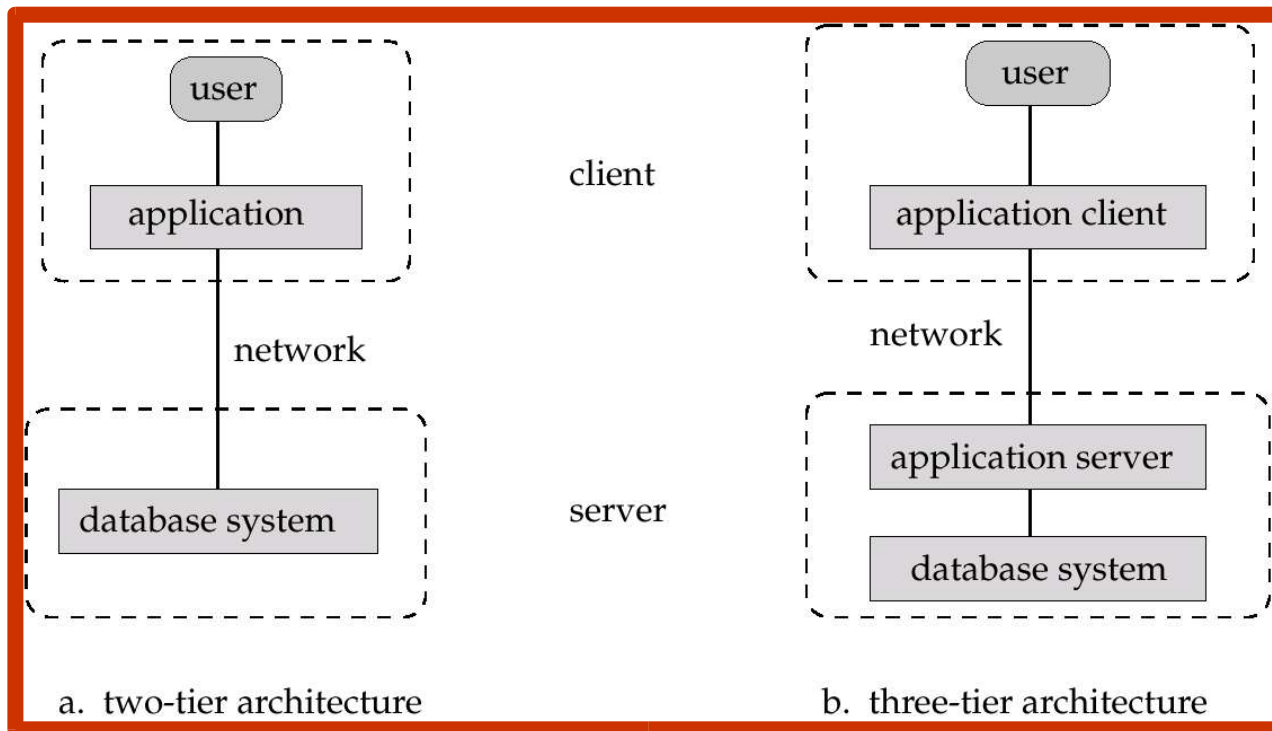 user
application
network
database system
a. two-tier architecture
client
server
user
application client
network
application server
database system
b. three-tier architecture